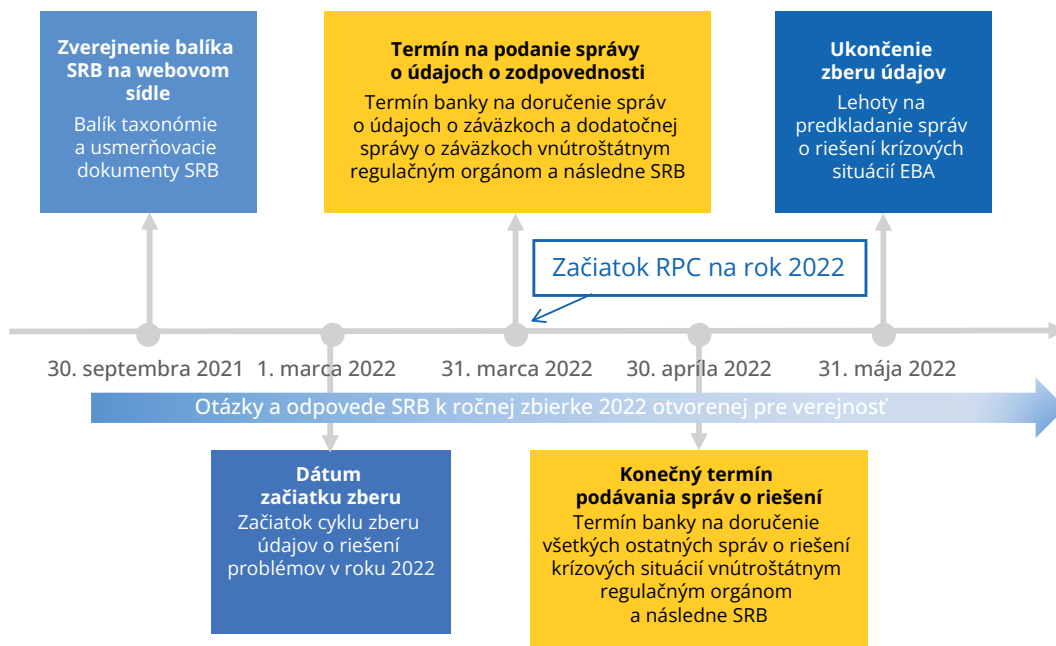 Zverejnenie balíka
SRB na webovom
sídle
Balík taxonómie
a usmerňovacie
dokumenty SRB
Termín na podanie správy
o údajoch o zodpovednosti
Termín banky na doručenie správ
o údajoch o záväzkoch a dodatočnej
správy o záväzkoch vnútroštátnym
regulačným orgánom a následne SRB
Ukončenie
zberu údajov
Lehoty na
predkladanie správ
o riešení krízových
situácií EBA
Začiatok RPC na rok 2022
30. septembra 2021
1. marca 2022
31. marca 2022
30. apríla 2022
31. mája 2022
Otázky a odpovede SRB k ročnej zbierke 2022 otvorenej pre verejnosť
Dátum
začiatku zberu
Začiatok cyklu zberu
údajov o riešení
problémov v roku 2022
Konečný termín
podávania správ o riešení
Termín banky na doručenie
všetkých ostatných správ o riešení
krízových situácií vnútroštátnym
regulačným orgánom
a následne SRB